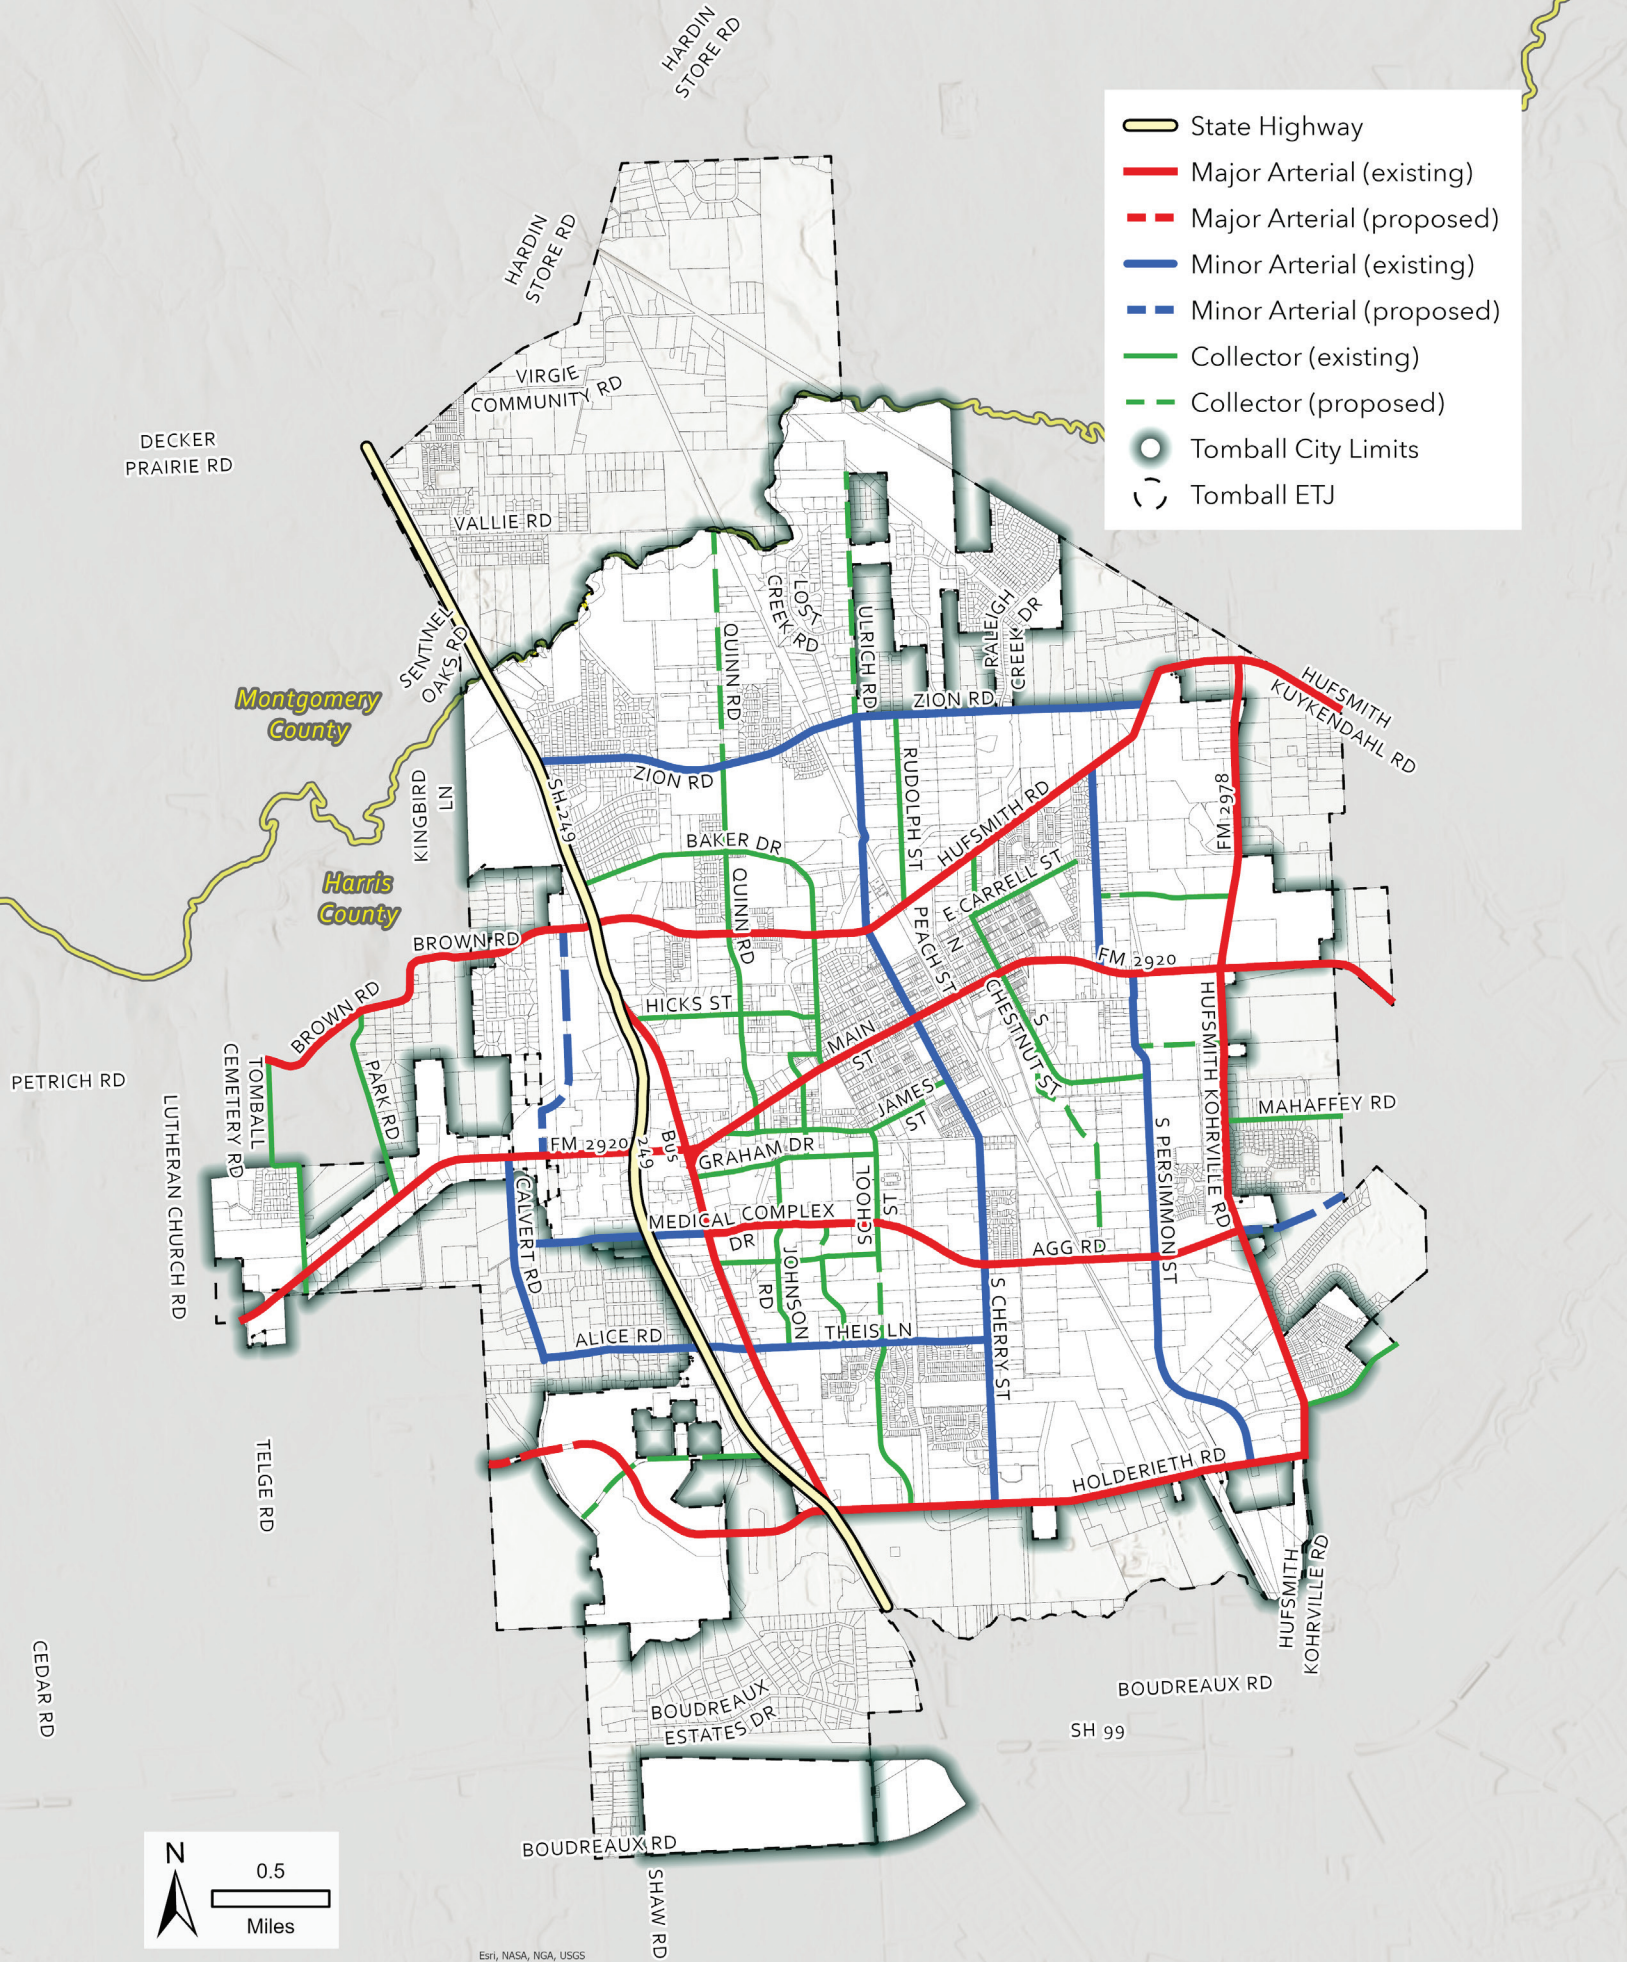 HARDIN
STORE RD
State Highway
Major Arterial (existing)
Major Arterial (proposed)
Minor Arterial (existing)
Minor Arterial (proposed)
Collector (existing)
Collector (proposed)
Tomball City Limits
Tomball ETJ
HARDIN
STORE RD
VIRGIE
COMMUNITY RD
DECKER
PRAIRIE RD
VALLIE RD
SENTINEL
OAKS RD
LOST
CREEK RD
QUINN RD
ULRICH RD
RALEIGH
CREEK DR
ZION RD
HUFSMITH
KUYKENDAHL RD
Montgomery
County
ZION RD
SH 249
KINGBIRD
LN
RUDOLPH ST
HUFSMITH RD
FM 2978
BAKER DR
Harris
County
QUINN RD
E CARRELL ST
N
BROWN RD
PEACH ST
FM 2920
BROWN RD
HICKS ST
MAIN
ST
S
CHESTNUT ST
HUFSMITH KOHRVILLE RD
PETRICH RD
TOMBALL
CEMETERY RD
PARK RD
LUTHERAN CHURCH RD
JAMES
ST
MAHAFFEY RD
FM 2920
249
Bus
GRAHAM DR
CALVERT RD
SCHOOL
ST
S PERSIMMON ST
MEDICAL COMPLEX
DR
AGG RD
JOHNSON
RD
S CHERRY ST
ALICE RD
THEIS LN
TELGE RD
HOLDERIETH RD
HUFSMITH
KOHRVILLE RD
CEDAR RD
BOUDREAUX
ESTATES DR
BOUDREAUX RD
SH 99
BOUDREAUX RD
SHAW RD
N
0.5
Miles
Esri, NASA, NGA, USGS